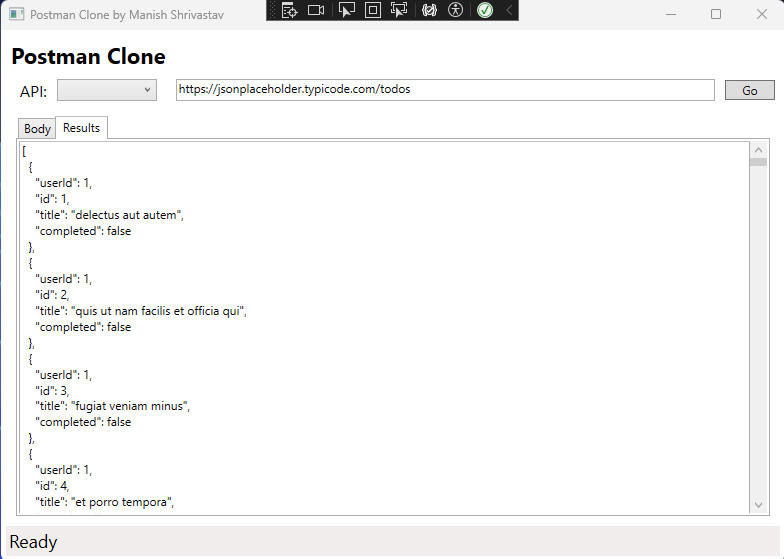 Postman Clone by Manish Shrivastav
Postman Clone
API:
https://jsonplaceholder.typicode.com/todos
Go
Body
Results
[
{
"userId": 1,
"id": 1,
"title": "delectus aut autem",
"completed": false
},
{
"userId": 1,
"id": 2,
"title": "quis ut nam facilis et officia qui",
"completed": false
},
{
"userId": 1,
"id": 3,
"title": "fugiat veniam minus",
"completed": false
},
{
"userId": 1,
"id": 4,
"title": "et porro tempora",
Ready